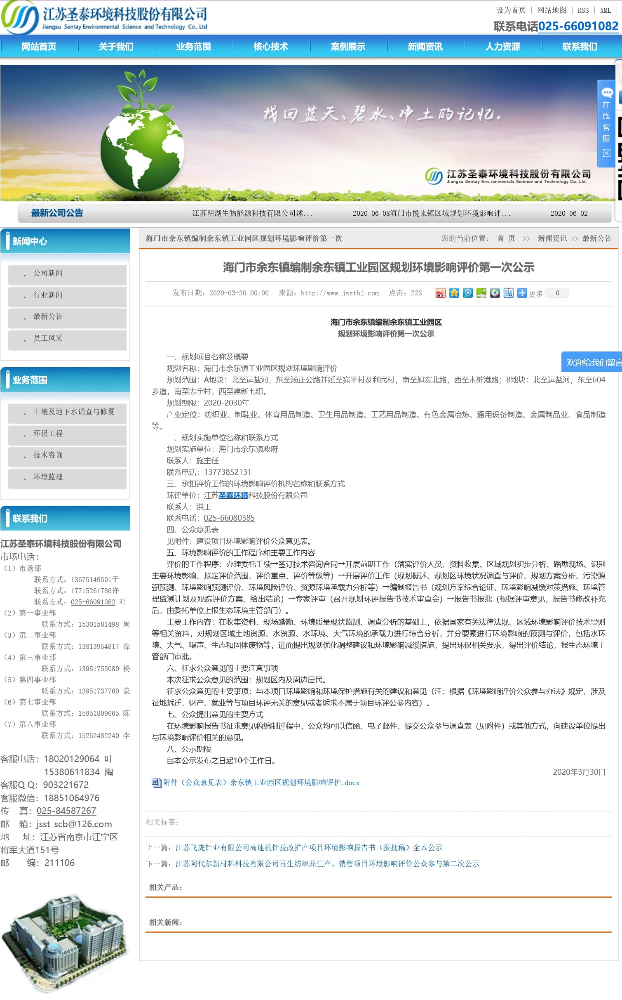 江苏圣泰环境科技股份有限公司
Jiangsu Sentay Environmental Science and Technology Co., Ltd
设为首页 | 网站地图 | RSS | XML |
联系电话025-66091082
网站首页 关于我们 业务范围 核心技术 案例展示 新闻资讯 人力资源 联系我们
找回蓝天、碧水、净土的记忆。
在线客服
江苏圣泰环境科技股份有限公司
Jiangsu Sentay Environmentals Science and Technology Co.,Ltd.
最新公司公告 江苏明湖生物能源科技有限公司沭... 2020-06-08海门市悦来镇区域规划环境影响评... 2020-06-02
新闻中心
公司新闻
行业新闻
最新公告
员工风采
业务范围
土壤及地下水调查与修复
环保工程
技术咨询
环境监理
联系我们
江苏圣泰环境科技股份有限公司
市场电话：
（1）市场部
联系方式：13675149501于
联系方式：17715261780许
联系方式：025-66091082 叶
（2）第一事业部
联系方式：15301581498 周
（3）第二事业部
联系方式：13813954817 谭
（4）第三事业部
联系方式：13951755080 杨
（5）第四事业部
联系方式：13951737760 袁
（6）第七事业部
联系方式：15951809005 陈
（7）第八事业部
联系方式：15252482240 李
客服电话：18020129064 叶
15380611834 陶
客服Q Q：903221672
客服微信：18851064976
传 真：025-84587267
邮 箱：jsst_scb@126.com
地 址：江苏省南京市江宁区
将军大道151号
邮 编：211106
海门市余东镇编制余东镇工业园区规划环境影响评价第一次 您的当前位置： 首 页 >> 新闻资讯 >> 最新公告
海门市余东镇编制余东镇工业园区规划环境影响评价第一次公示
发布日期：2020-03-30 00:00 来源：http://www.jssthj.com 点击：223 更多 0
海门市余东镇编制余东镇工业园区
规划环境影响评价第一次公示
一、规划项目名称及概要
规划名称：海门市余东镇工业园区规划环境影响评价
规划范围：A地块：北至运盐河，东至汤正公路并延至宛平村及利民村，南至旭宏北路，西至木桩港路；B地块：北至运盐河，东至604
乡道，南至志宇村，西至建新七组。
规划期限：2020-2030年
产业定位：纺织业、制鞋业、体育用品制造、卫生用品制造、工艺用品制造、有色金属冶炼、通用设备制造、金属制品业、食品制造
等。
二、规划实施单位名称和联系方式
规划实施单位：海门市余东镇政府
联系人：施主任
联系电话：13773852131
三、承担评价工作的环境影响评价机构名称和联系方式
环评单位：江苏圣泰环境科技股份有限公司
联系人：洪工
联系电话：025-66080385
四、公众意见表
见附件：建设项目环境影响评价公众意见表。
五、环境影响评价的工作程序和主要工作内容
评价的工作程序：办理委托手续→签订技术咨询合同→开展前期工作（落实评价人员、资料收集、区域规划初步分析、踏勘现场、识别
主要环境影响、拟定评价范围、评价重点、评价等级等）→开展评价工作（规划概述、规划区环境状况调查与评价、规划方案分析、污染源
强预测、环境影响预测评价、环境风险评价、资源环境承载力分析等）→编制报告书（规划方案综合论证、环境影响减缓对策措施、环境管
理监测计划及跟踪评价方案、给出结论）→专家评审（召开规划环评报告书技术审查会）→报告书报批（根据评审意见，报告书修改补充
后，由委托单位上报生态环境主管部门）。
主要工作内容：在收集资料、现场踏勘、环境质量现状监测、调查分析的基础上，依据国家有关法律法规、区域环境影响评价技术导则
等相关资料，对规划区域土地资源、水资源、水环境、大气环境的承载力进行综合分析，并分要素进行环境影响的预测与评价，包括水环
境、大气、噪声、生态和固体废物等，进而提出规划优化调整建议和环境影响减缓措施，提出环保相关要求，得出评价结论，报生态环境主
管部门审批。
六、征求公众意见的主要注意事项
本次征求公众意见的范围：规划区内及周边居民。
征求公众意见的主要事项：与本项目环境影响和环境保护措施有关的建议和意见（注：根据《环境影响评价公众参与办法》规定，涉及
征地拆迁、财产、就业等与项目环评无关的意见或者诉求不属于项目环评公参内容）。
七、公众提出意见的主要方式
在环境影响报告书征求意见稿编制过程中，公众均可以信函、电子邮件、提交公众参与调查表（见附件）或其他方式，向建设单位提出
与环境影响评价相关的意见。
八、公示期限
自本公示发布之日起10个工作日。
2020年3月30日
附件（公众意见表）余东镇工业园区规划环境影响评价.docx
相关标签：
上一篇：江苏飞虎针业有限公司高速机针技改扩产项目环境影响报告书（报批稿）全本公示
下一篇：江苏阿代尔新材料科技有限公司再生纺织品生产、销售项目环境影响评价公众参与第二次公示
相关产品：
相关新闻：
欢迎给我们留言